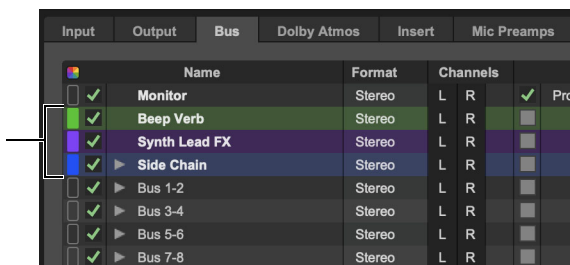 Input Output Bus Dolby Atmos Insert Mic Preamps
Name Format Channels
Monitor Stereo L R Pro
Beep Verb Stereo L R
Synth Lead FX Stereo L R
Side Chain Stereo L R
Bus 1-2 Stereo L R
Bus 3-4 Stereo L R
Bus 5-6 Stereo L R
Bus 7-8 Stereo L R